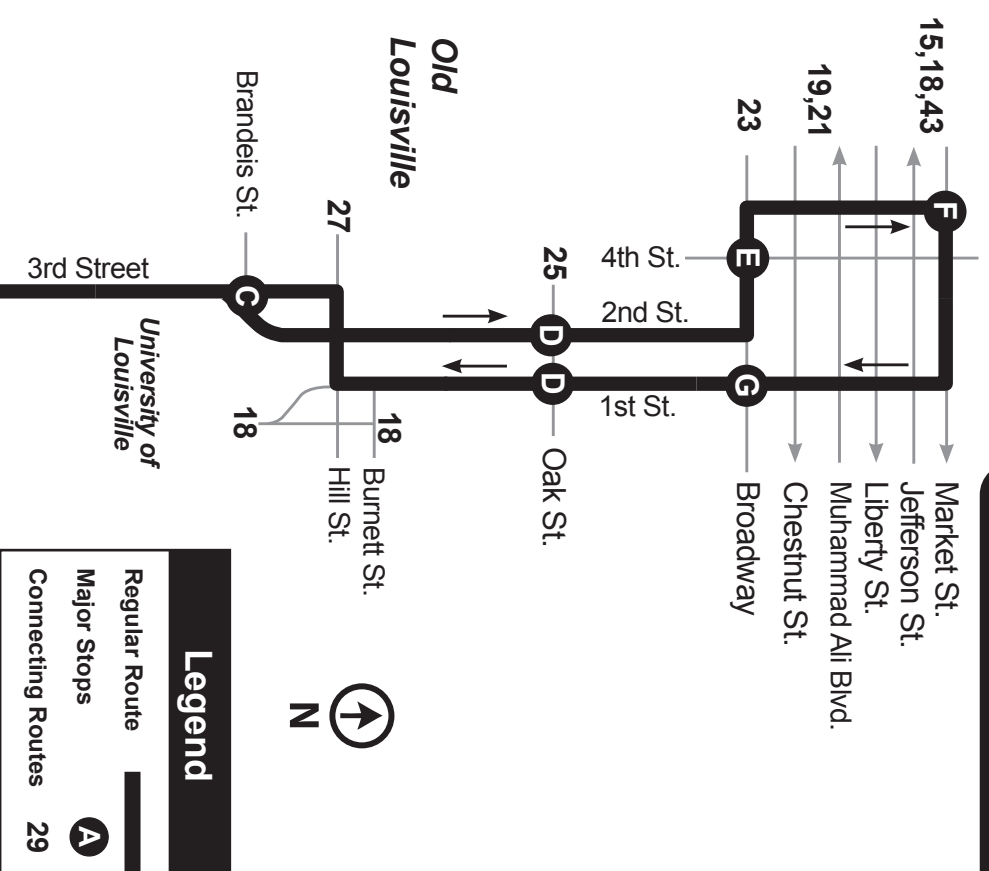 15,18,43
19,21
23
Old
Louisville
Brandeis St.
27
3rd Street
25
4th St.
2nd St.
1st St.
F
E
D
D
G
C
University of
Louisville
18
18
Market St.
Jefferson St.
Liberty St.
Muhammad Ali Blvd.
Chestnut St.
Broadway
Oak St.
Burnett St.
Hill St.
N
Legend
Regular Route
Major Stops A
Connecting Routes 29